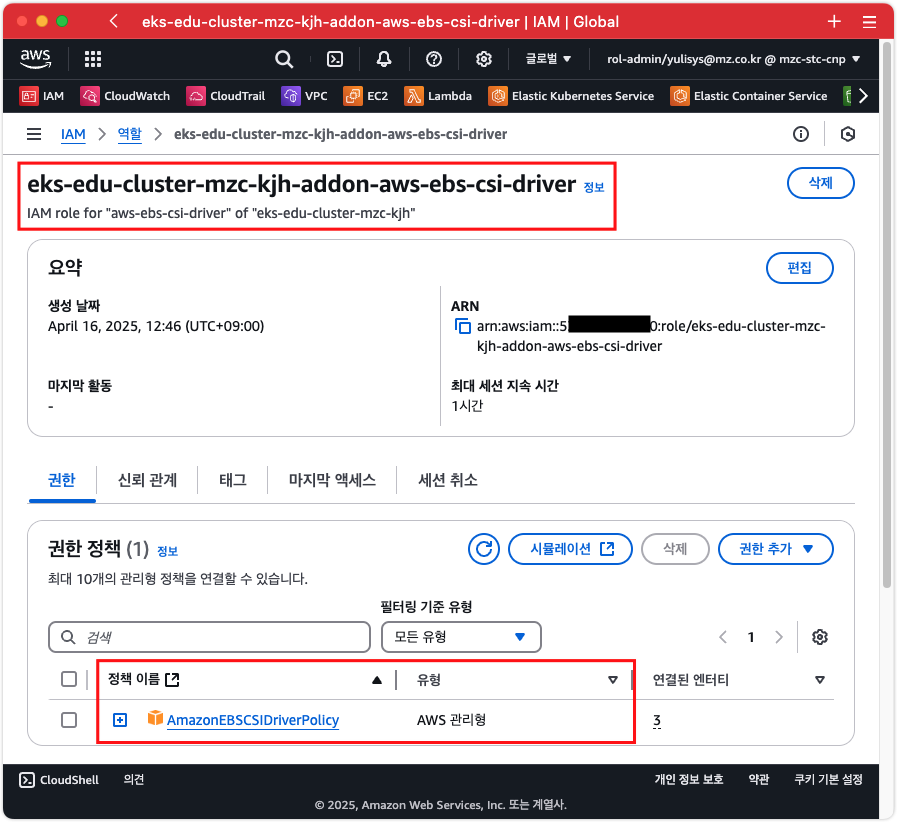 eks-edu-cluster-mzc-kjh-addon-aws-ebs-csi-driver | IAM | Global
aws
글로벌
rol-admin/yulisys@mz.co.kr @ mzc-stc-cnp
IAM
CloudWatch
CloudTrail
VPC
EC2
Lambda
Elastic Kubernetes Service
Elastic Container Service
IAM
역할
eks-edu-cluster-mzc-kjh-addon-aws-ebs-csi-driver
eks-edu-cluster-mzc-kjh-addon-aws-ebs-csi-driver 정보
삭제
IAM role for "aws-ebs-csi-driver" of "eks-edu-cluster-mzc-kjh"
요약
편집
생성 날짜
April 16, 2025, 12:46 (UTC+09:00)
ARN
arn:aws:iam::5 0:role/eks-edu-cluster-mzc-
kjh-addon-aws-ebs-csi-driver
마지막 활동
-
최대 세션 지속 시간
1시간
권한
신뢰 관계
태그
마지막 액세스
세션 취소
권한 정책 (1) 정보
시뮬레이션
삭제
권한 추가
최대 10개의 관리형 정책을 연결할 수 있습니다.
필터링 기준 유형
검색
모든 유형
1
정책 이름
유형
연결된 엔터티
AmazonEBSCSIDriverPolicy
AWS 관리형
3
CloudShell
의견
개인 정보 보호
약관
쿠키 기본 설정
© 2025, Amazon Web Services, Inc. 또는 계열사.